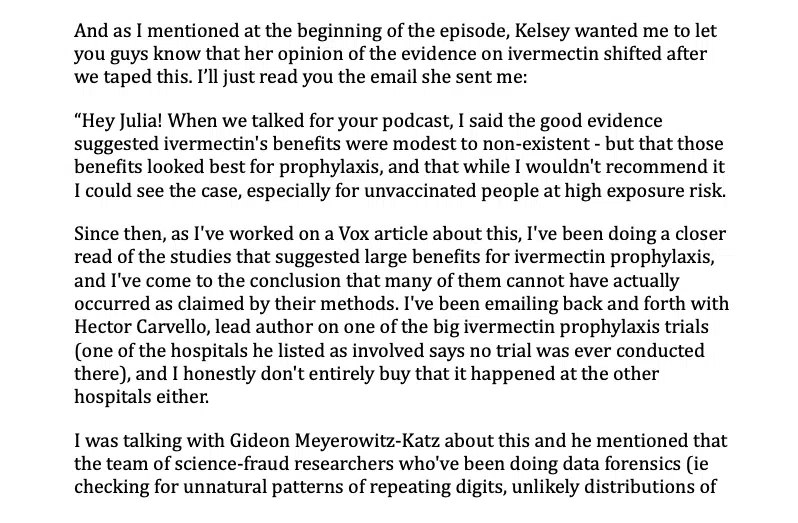 And as I mentioned at the beginning of the episode, Kelsey wanted me to let
you guys know that her opinion of the evidence on ivermectin shifted after
we taped this. I’ll just read you the email she sent me:
“Hey Julia! When we talked for your podcast, I said the good evidence
suggested ivermectin's benefits were modest to non-existent - but that those
benefits looked best for prophylaxis, and that while I wouldn't recommend it
I could see the case, especially for unvaccinated people at high exposure risk.
Since then, as I've worked on a Vox article about this, I've been doing a closer
read of the studies that suggested large benefits for ivermectin prophylaxis,
and I've come to the conclusion that many of them cannot have actually
occurred as claimed by their methods. I've been emailing back and forth with
Hector Carvello, lead author on one of the big ivermectin prophylaxis trials
(one of the hospitals he listed as involved says no trial was ever conducted
there), and I honestly don't entirely buy that it happened at the other
hospitals either.
I was talking with Gideon Meyerowitz-Katz about this and he mentioned that
the team of science-fraud researchers who've been doing data forensics (ie
checking for unnatural patterns of repeating digits, unlikely distributions of